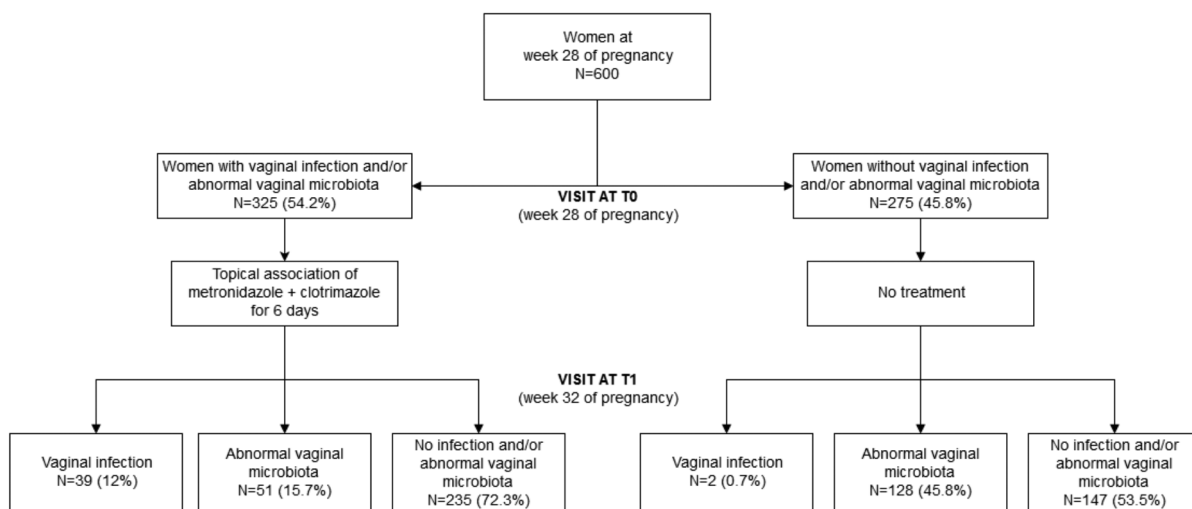 Women at
week 28 of pregnancy
N=600
Women with vaginal infection and/or
abnormal vaginal microbiota
N=325 (54.2%)
VISIT AT T0
(week 28 of pregnancy)
Women without vaginal infection
and/or abnormal vaginal microbiota
N=275 (45.8%)
Topical association of
metronidazole + clotrimazole
for 6 days
No treatment
VISIT AT T1
(week 32 of pregnancy)
Vaginal infection
N=39 (12%)
Abnormal vaginal
microbiota
N=51 (15.7%)
No infection and/or
abnormal vaginal
microbiota
N=235 (72.3%)
Vaginal infection
N=2 (0.7%)
Abnormal vaginal
microbiota
N=128 (45.8%)
No infection and/or
abnormal vaginal
microbiota
N=147 (53.5%)